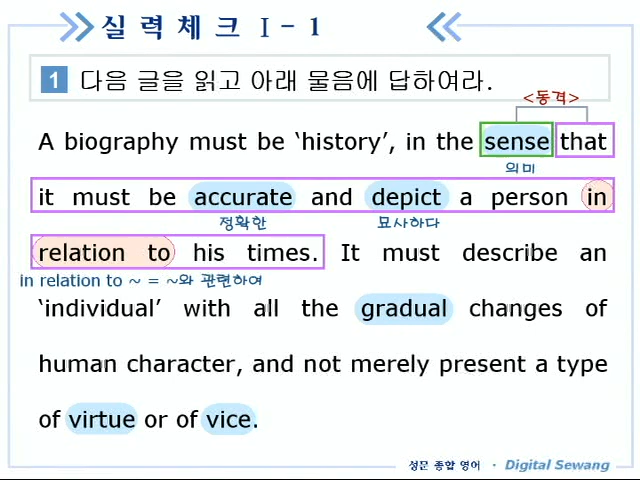 실력체크 I - 1
1 다음 글을 읽고 아래 물음에 답하여라.
<동격>
A biography must be ‘history’, in the sense that
의미
it must be accurate and depict a person in
정확한 묘사하다
relation to his times. It must describe an
in relation to ~ = ~와 관련하여
‘individual’ with all the gradual changes of
human character, and not merely present a type
of virtue or of vice.
성문 종합 영어 · Digital Sewang